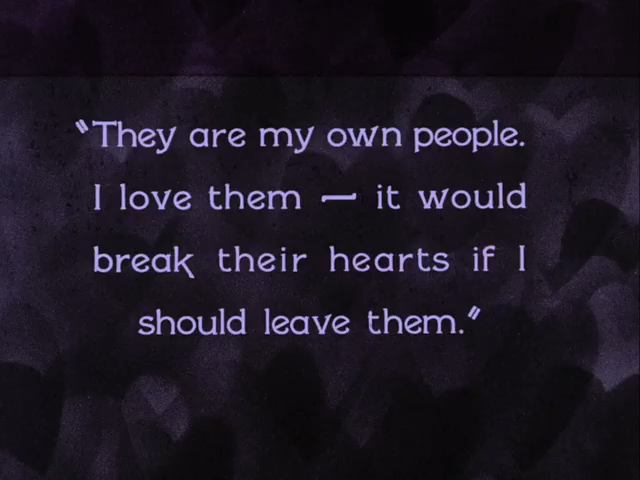 “They are my own people.
I love them — it would
break their hearts if I
should leave them.”